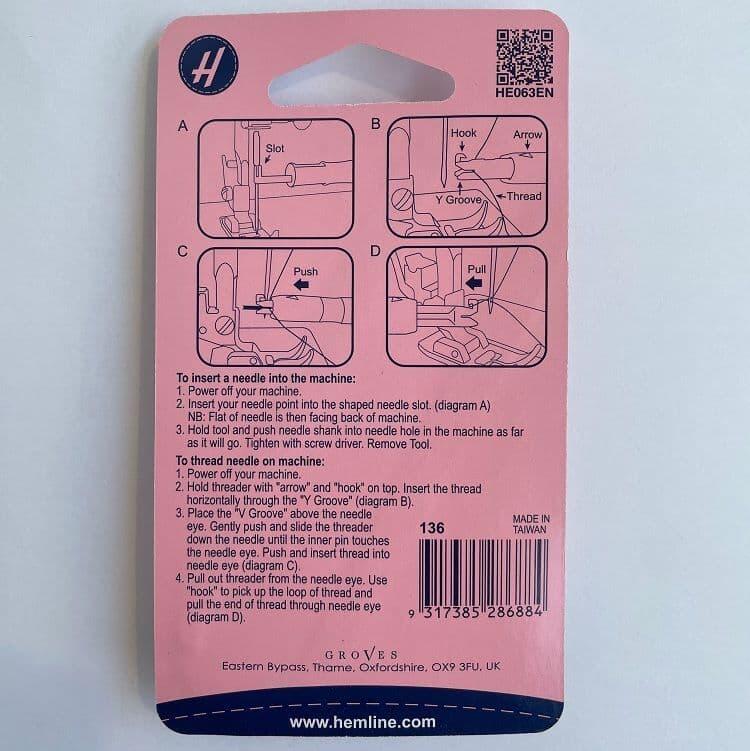 H
HE063EN
A
Slot
B
Hook
Arrow
Y Groove
Thread
C
Push
D
Pull
To insert a needle into the machine:
1. Power off your machine.
2. Insert your needle point into the shaped needle slot. (diagram A)
NB: Flat of needle is then facing back of machine.
3. Hold tool and push needle shank into needle hole in the machine as far
as it will go. Tighten with screw driver. Remove Tool.
To thread needle on machine:
1. Power off your machine.
2. Hold threader with "arrow" and "hook" on top. Insert the thread
horizontally through the "Y Groove" (diagram B).
3. Place the "V Groove" above the needle
eye. Gently push and slide the threader
down the needle until the inner pin touches
the needle eye. Push and insert thread into
needle eye (diagram C).
4. Pull out threader from the needle eye. Use
"hook" to pick up the loop of thread and
pull the end of thread through needle eye
(diagram D).
136
MADE IN
TAIWAN
9 317385 286884
GROVES
Eastern Bypass, Thame, Oxfordshire, OX9 3FU, UK
www.hemline.com